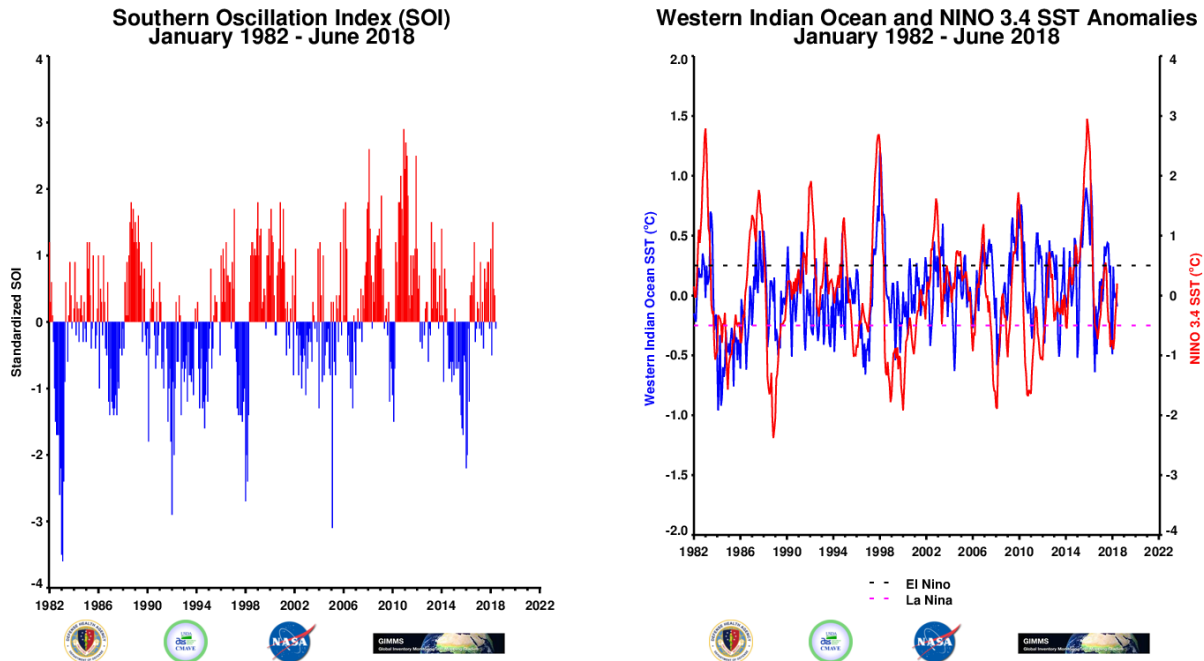 Southern Oscillation Index (SOI)
January 1982 - June 2018
4
3
2
1
0
-1
-2
-3
-4
Standardized SOI
1982 1986 1990 1994 1998 2002 2006 2010 2014 2018 2022
CMAVE
NASA
GIMMS
Western Indian Ocean and NINO 3.4 SST Anomalies
January 1982 - June 2018
2.0
1.5
1.0
0.5
0.0
-0.5
-1.0
-1.5
-2.0
Western Indian Ocean SST (°C)
4
3
2
1
0
-1
-2
-3
-4
NINO 3.4 SST (°C)
1982 1986 1990 1994 1998 2002 2006 2010 2014 2018 2022
- - El Nino
- - La Nina
CMAVE
NASA
GIMMS